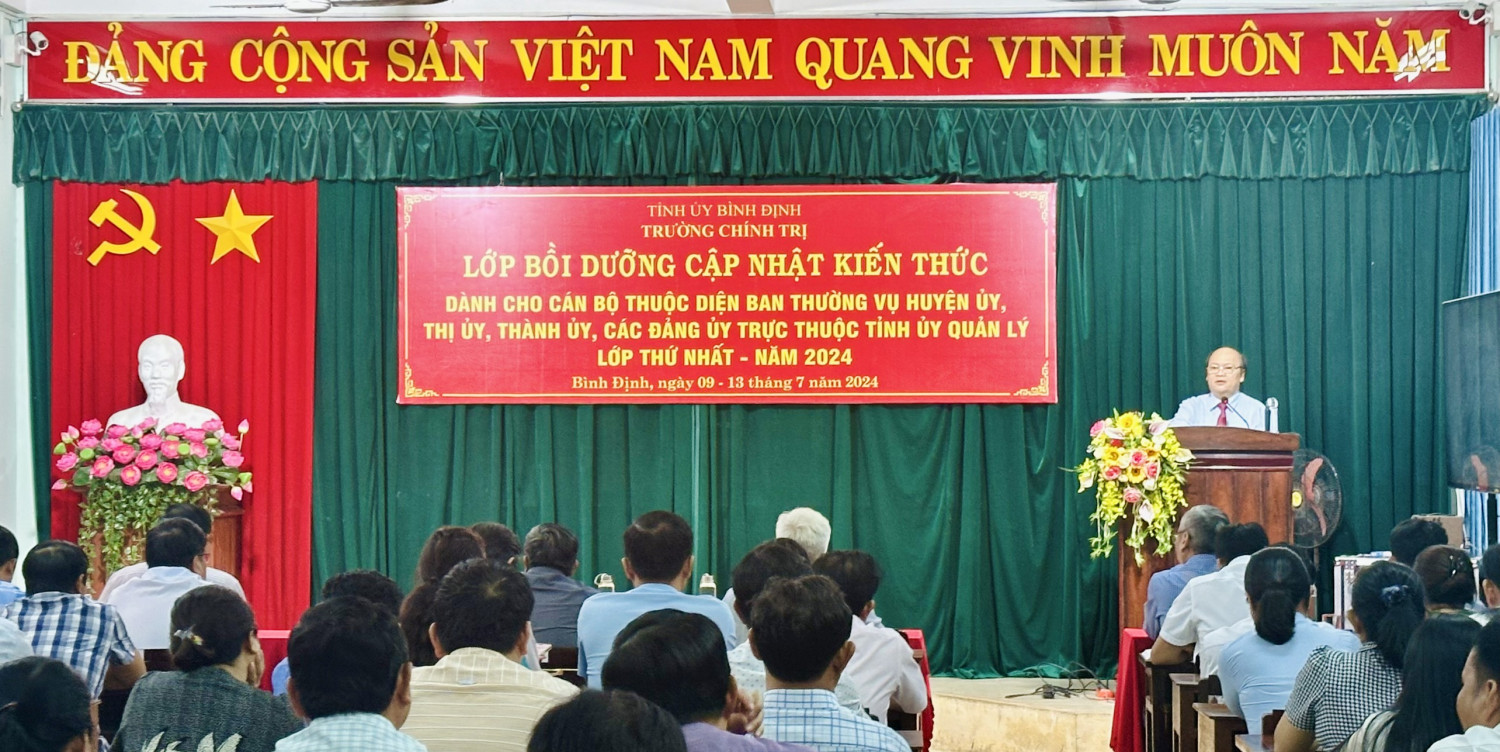 ĐẢNG CỘNG SẢN VIỆT NAM QUANG VINH MUÔN NĂM
TỈNH ỦY BÌNH ĐỊNH
TRƯỜNG CHÍNH TRỊ
LỚP BỒI DƯỠNG CẬP NHẬT KIẾN THỨC
DÀNH CHO CÁN BỘ THUỘC DIỆN BAN THƯỜNG VỤ HUYỆN ỦY,
THỊ ỦY, THÀNH ỦY, CÁC ĐẢNG ỦY TRỰC THUỘC TỈNH ỦY QUẢN LÝ
LỚP THỨ NHẤT - NĂM 2024
Bình Định, ngày 09 - 13 tháng 7 năm 2024